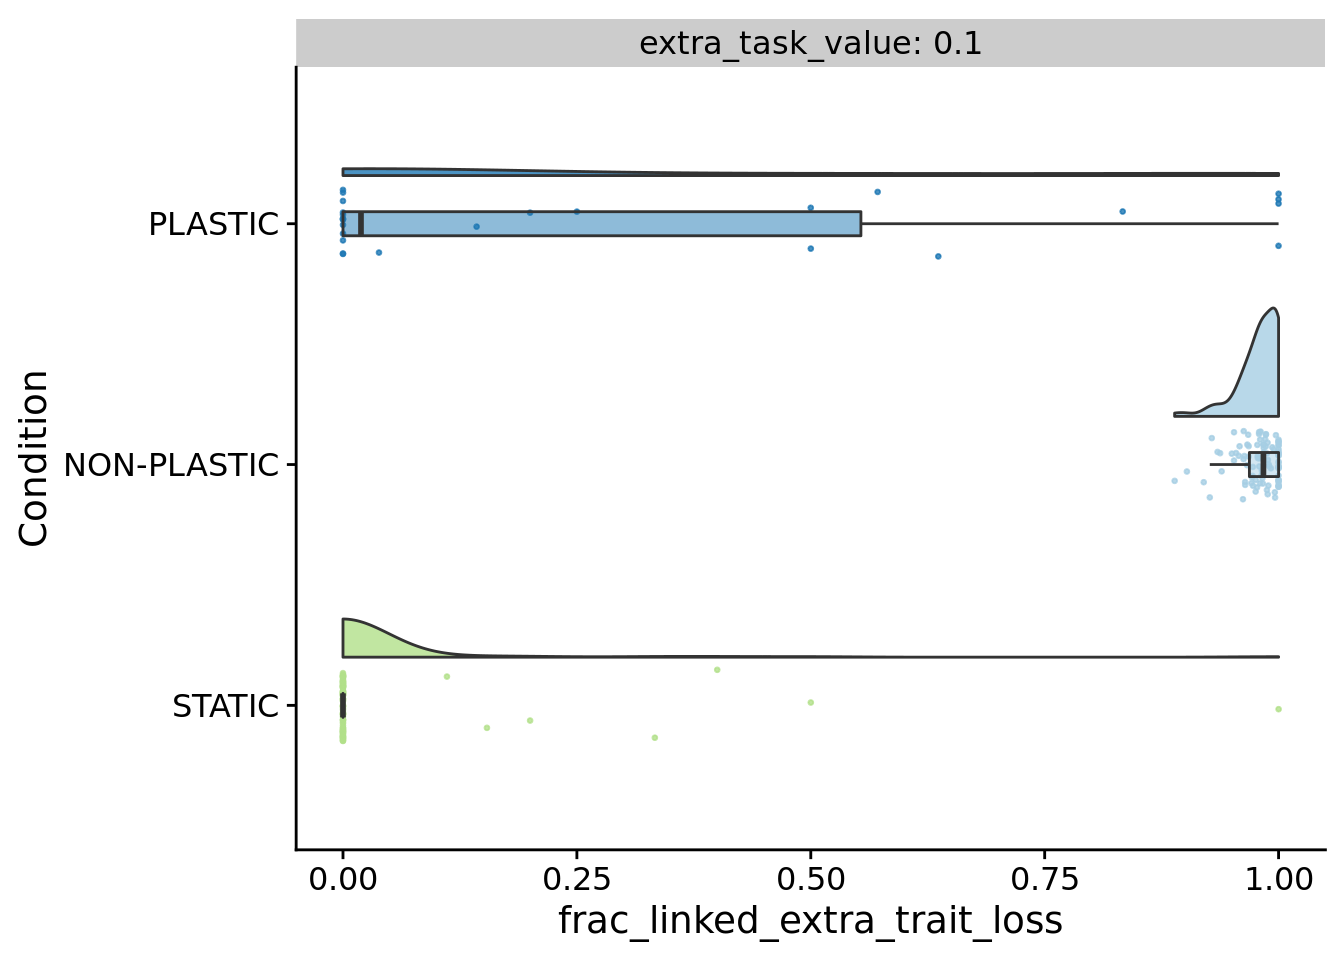 extra_task_value: 0.1
PLASTIC
NON-PLASTIC
STATIC
Condition
0.00 0.25 0.50 0.75 1.00
frac_linked_extra_trait_loss